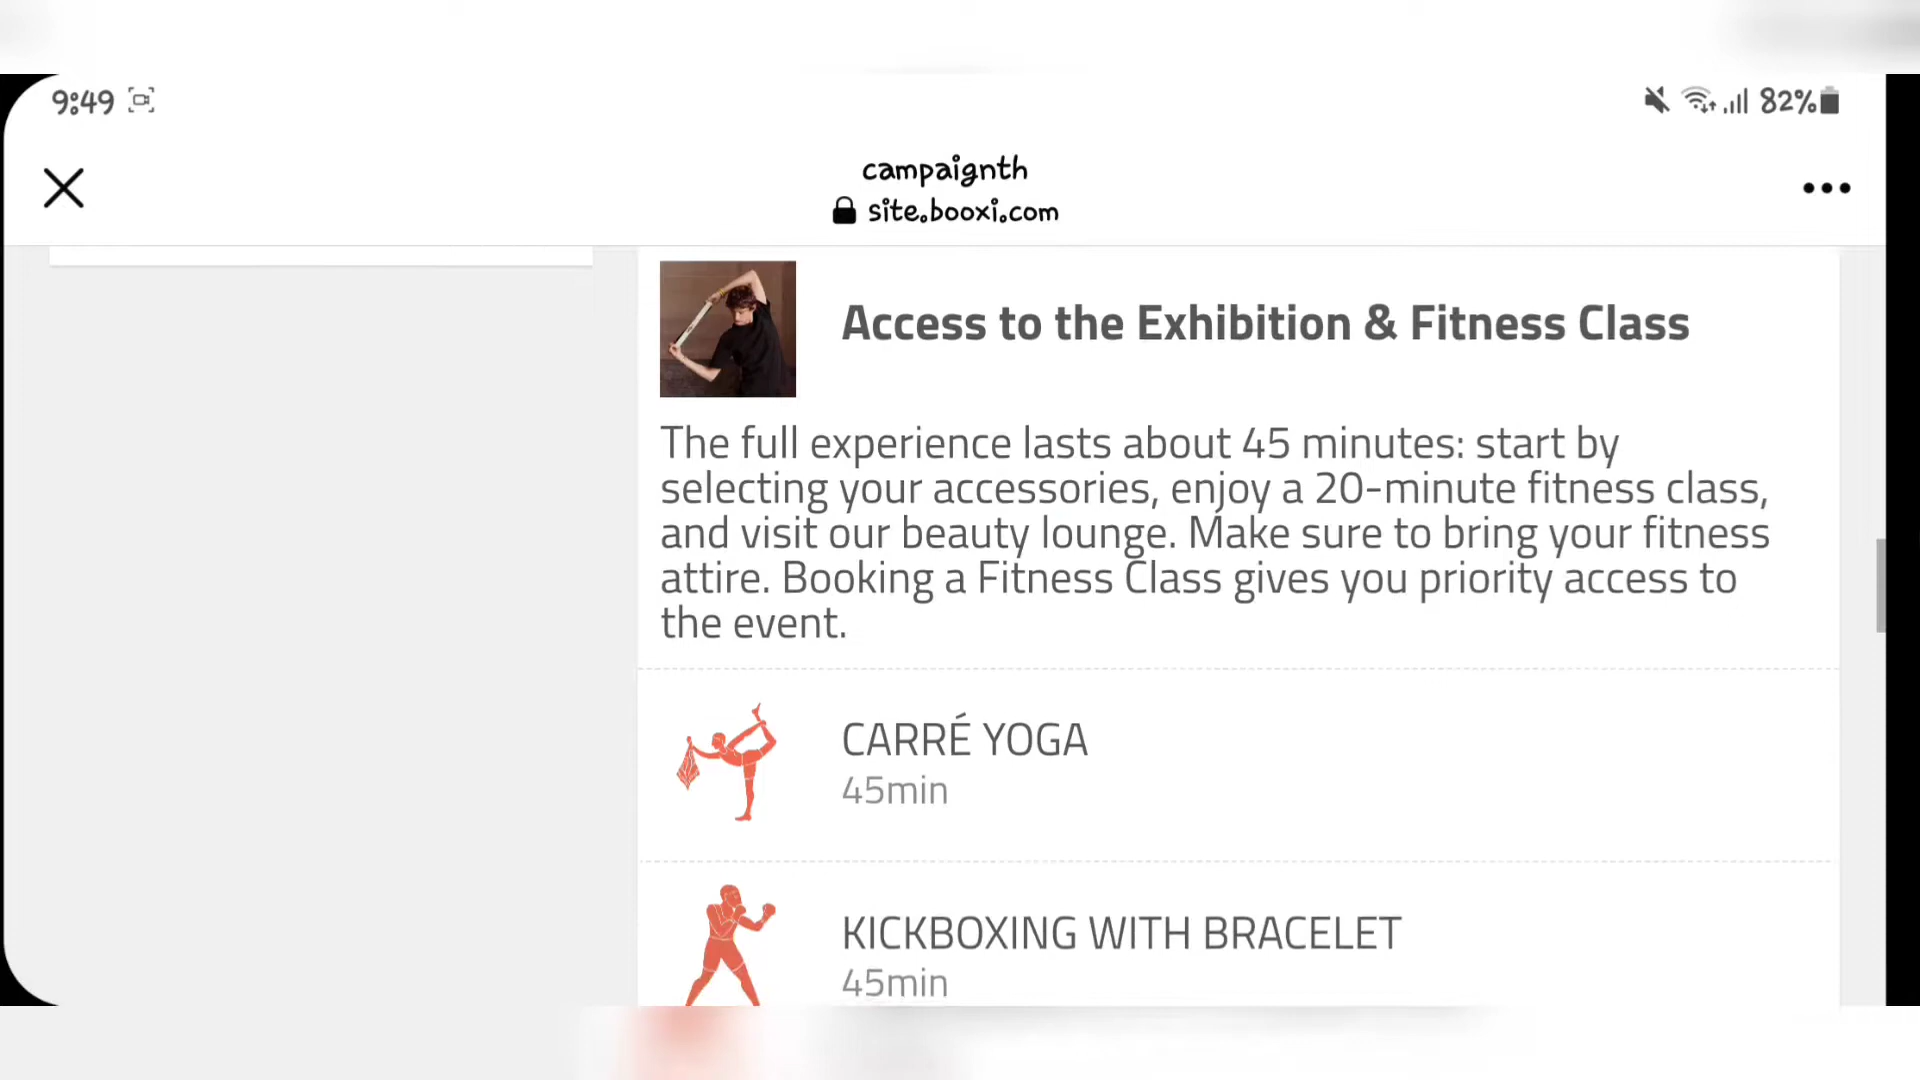 9:49
82%
campaignth
site.booxi.com
Access to the Exhibition & Fitness Class
The full experience lasts about 45 minutes: start by
selecting your accessories, enjoy a 20-minute fitness class,
and visit our beauty lounge. Make sure to bring your fitness
attire. Booking a Fitness Class gives you priority access to
the event.
CARRÉ YOGA
45min
KICKBOXING WITH BRACELET
45min